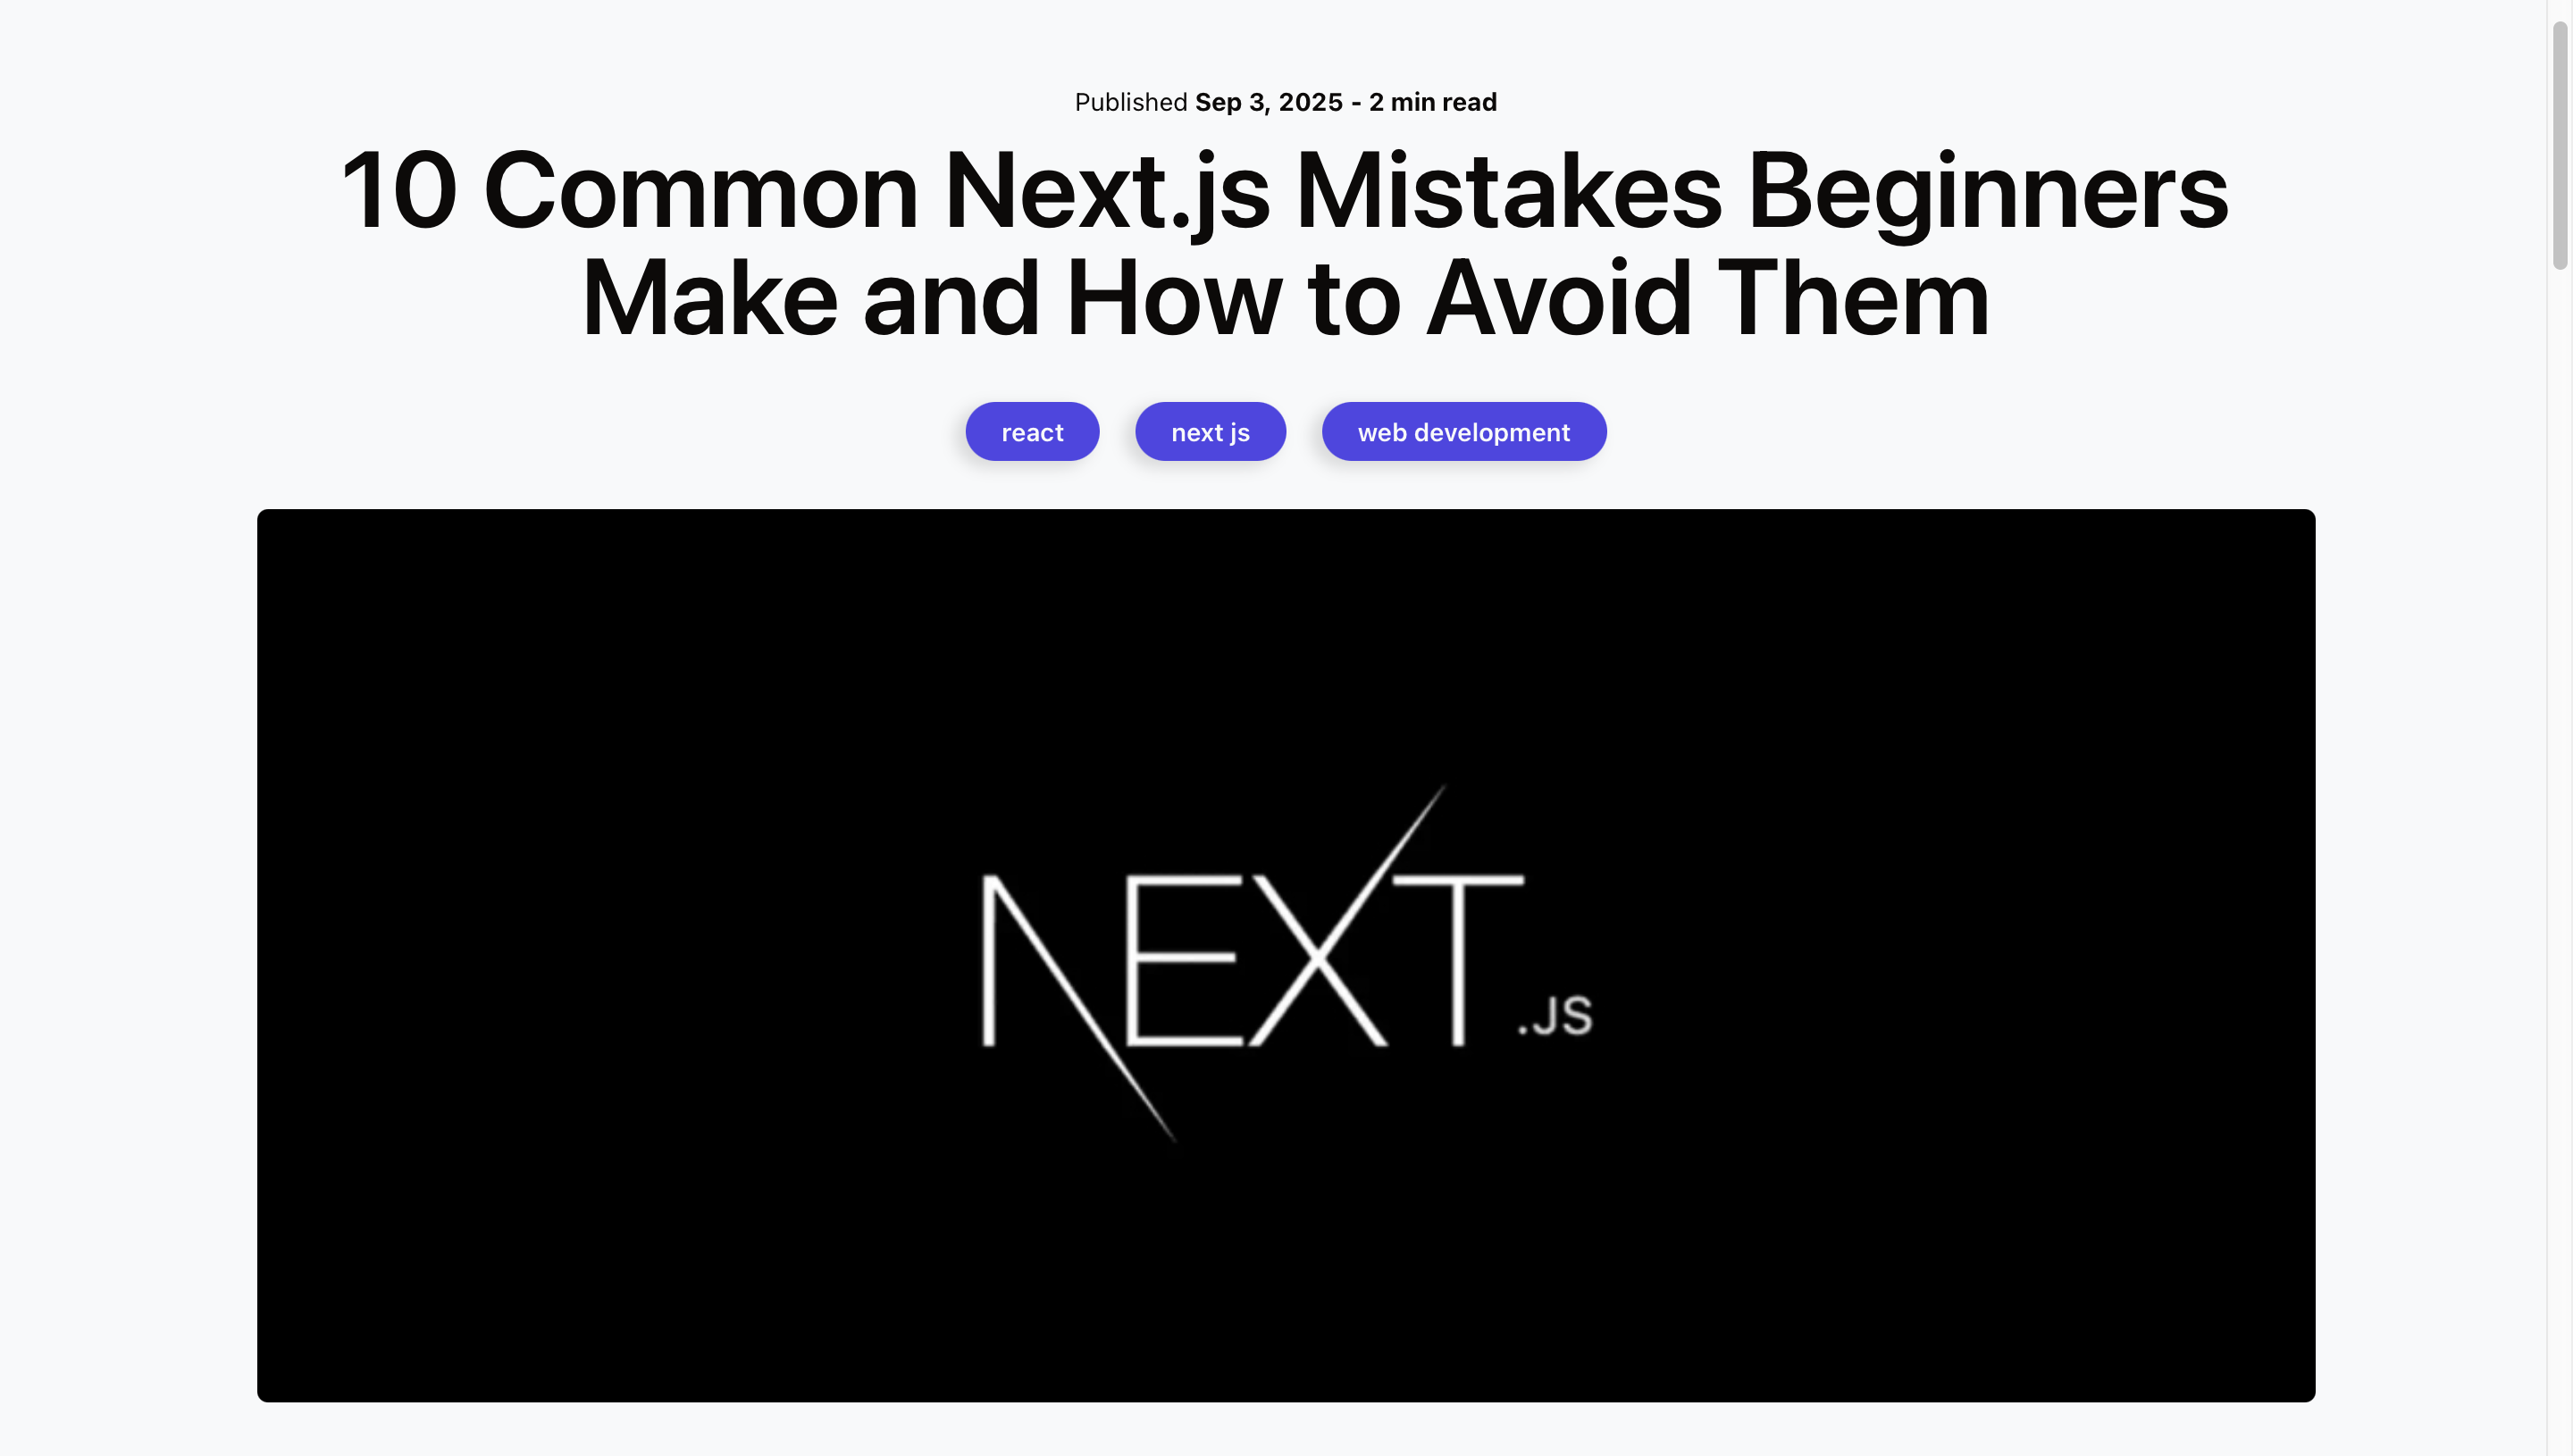 Published Sep 3, 2025 - 2 min read
10 Common Next.js Mistakes Beginners
Make and How to Avoid Them
react
next js
web development
NEXT.JS